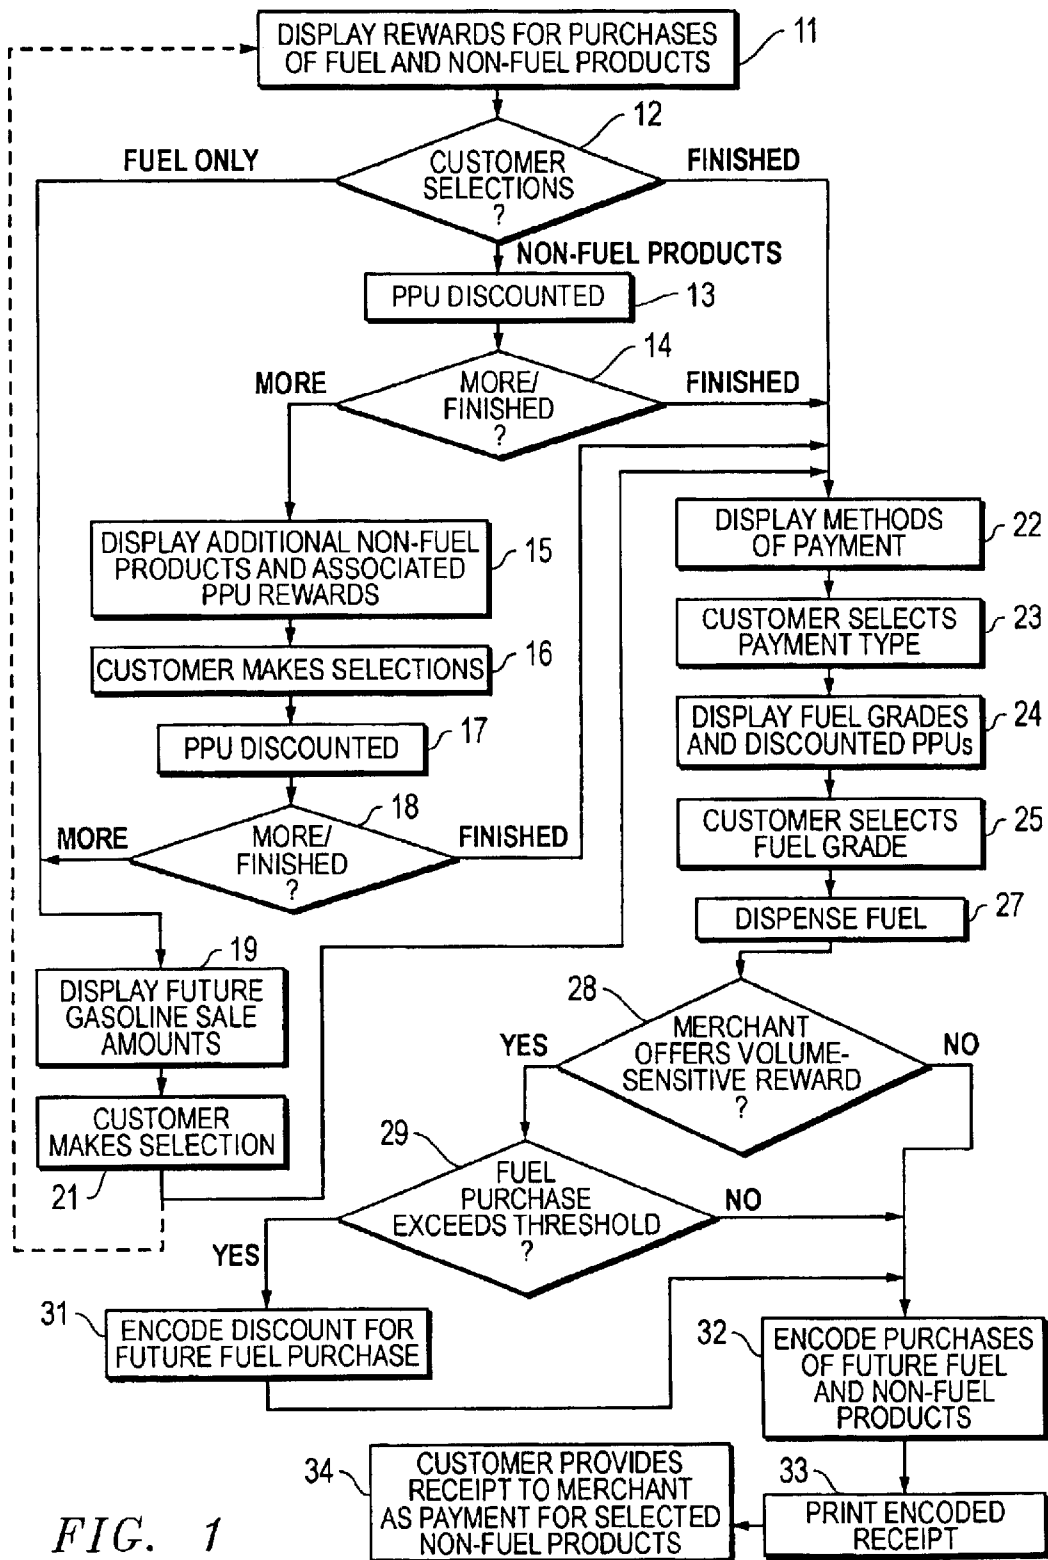 DISPLAY REWARDS FOR PURCHASES
OF FUEL AND NON-FUEL PRODUCTS
11
12
FUEL ONLY
CUSTOMER
SELECTIONS
?
FINISHED
NON-FUEL PRODUCTS
PPU DISCOUNTED
13
14
MORE
MORE/
FINISHED
?
FINISHED
DISPLAY ADDITIONAL NON-FUEL
PRODUCTS AND ASSOCIATED
PPU REWARDS
15
CUSTOMER MAKES SELECTIONS
16
PPU DISCOUNTED
17
18
MORE
MORE/
FINISHED
?
FINISHED
19
DISPLAY FUTURE
GASOLINE SALE
AMOUNTS
CUSTOMER
MAKES SELECTION
21
DISPLAY METHODS
OF PAYMENT
22
CUSTOMER SELECTS
PAYMENT TYPE
23
DISPLAY FUEL GRADES
AND DISCOUNTED PPUs
24
CUSTOMER SELECTS
FUEL GRADE
25
DISPENSE FUEL
27
28
YES
MERCHANT
OFFERS VOLUME-
SENSITIVE REWARD
?
NO
29
FUEL
PURCHASE
EXCEEDS THRESHOLD
?
NO
YES
31
ENCODE DISCOUNT FOR
FUTURE FUEL PURCHASE
32
ENCODE PURCHASES
OF FUTURE FUEL
AND NON-FUEL
PRODUCTS
33
PRINT ENCODED
RECEIPT
34
CUSTOMER PROVIDES
RECEIPT TO MERCHANT
AS PAYMENT FOR SELECTED
NON-FUEL PRODUCTS
FIG. 1